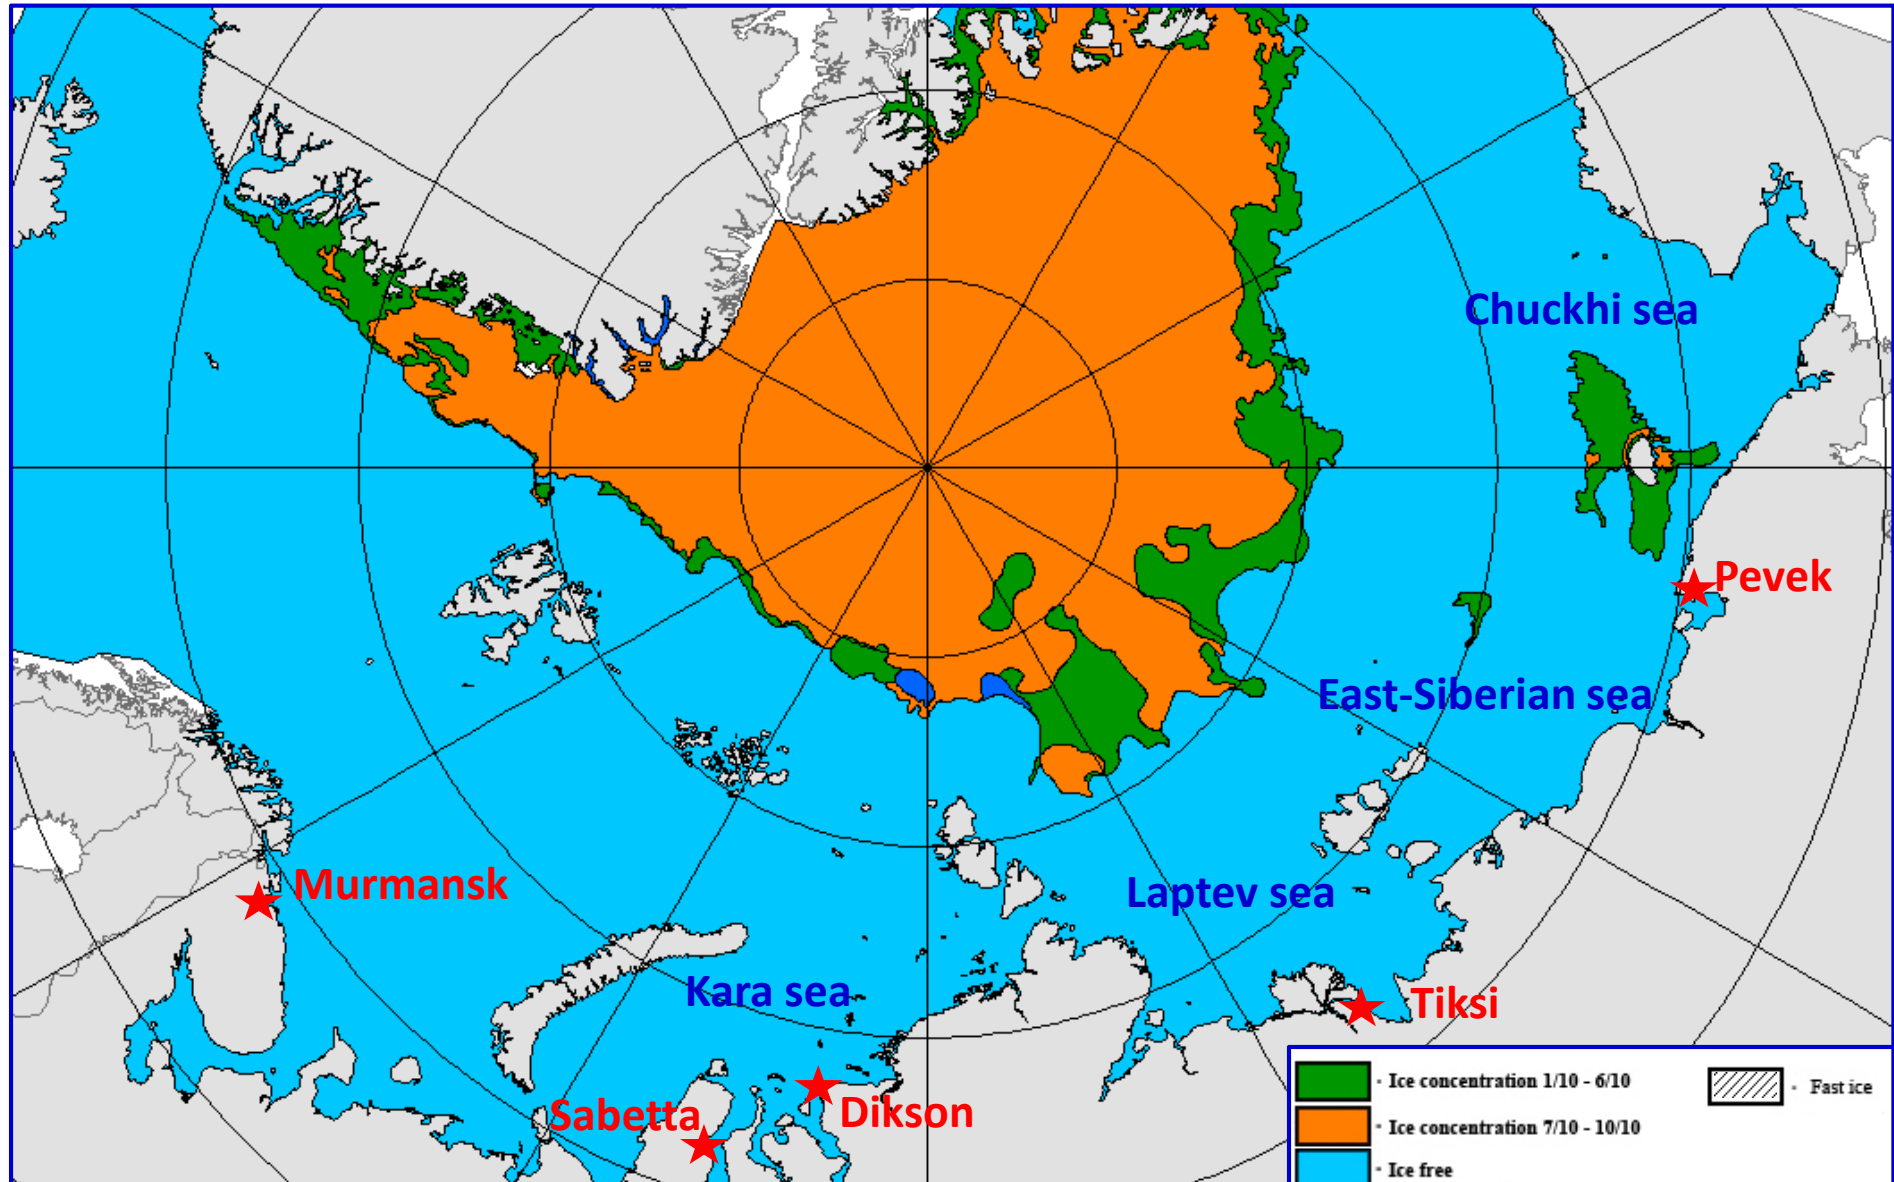 Chuckhi sea
Pevek
East-Siberian sea
Murmansk
Laptev sea
Kara sea
Tiksi
Sabetta
Dikson
· Ice concentration 1/10 - 6/10
· Fast ice
· Ice concentration 7/10 - 10/10
· Ice free